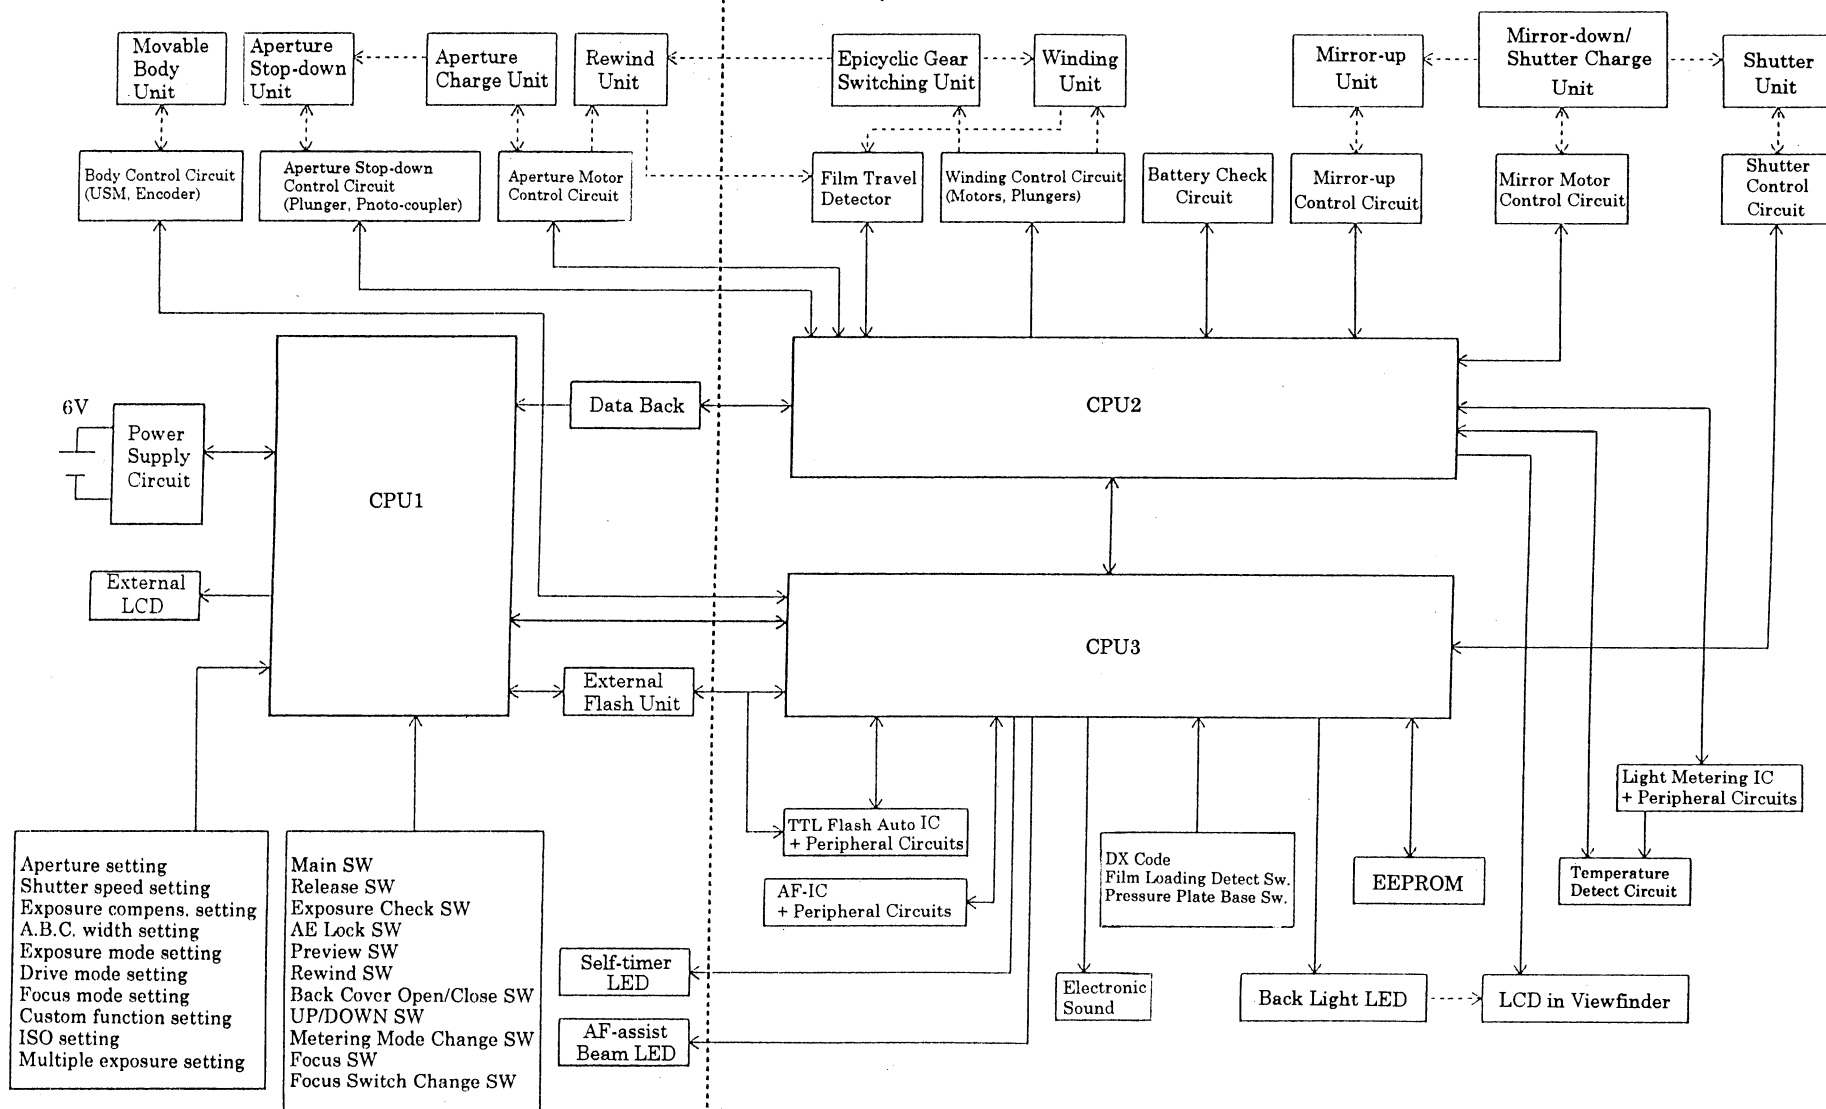 Movable
Body
Unit
Aperture
Stop-down
Unit
Aperture
Charge Unit
Rewind
Unit
Epicyclic Gear
Switching Unit
Winding
Unit
Mirror-up
Unit
Mirror-down/
Shutter Charge
Unit
Shutter
Unit
Body Control Circuit
(USM, Encoder)
Aperture Stop-down
Control Circuit
(Plunger, Pnoto-coupler)
Aperture Motor
Control Circuit
Film Travel
Detector
Winding Control Circuit
(Motors, Plungers)
Battery Check
Circuit
Mirror-up
Control Circuit
Mirror Motor
Control Circuit
Shutter
Control
Circuit
6V
Power
Supply
Circuit
CPU1
Data Back
CPU2
External
LCD
CPU3
External
Flash Unit
Light Metering IC
+ Peripheral Circuits
TTL Flash Auto IC
+ Peripheral Circuits
AF-IC
+ Peripheral Circuits
DX Code
Film Loading Detect Sw.
Pressure Plate Base Sw.
EEPROM
Temperature
Detect Circuit
Aperture setting
Shutter speed setting
Exposure compens. setting
A.B.C. width setting
Exposure mode setting
Drive mode setting
Focus mode setting
Custom function setting
ISO setting
Multiple exposure setting
Main SW
Release SW
Exposure Check SW
AE Lock SW
Preview SW
Rewind SW
Back Cover Open/Close SW
UP/DOWN SW
Metering Mode Change SW
Focus SW
Focus Switch Change SW
Self-timer
LED
AF-assist
Beam LED
Electronic
Sound
Back Light LED
LCD in Viewfinder